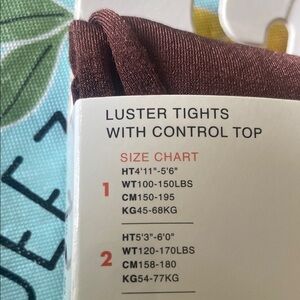 LUSTER TIGHTS
WITH CONTROL TOP
SIZE CHART
1
HT4'11"-5'6"
WT100-150LBS
CM150-195
KG45-68KG
2
HT5'3"-6'0"
WT120-170LBS
CM158-180
KG54-77KG